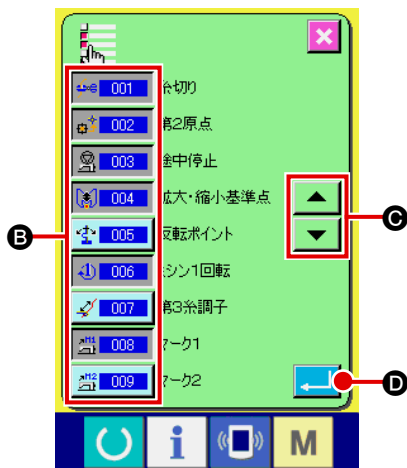 001 糸切り
002 第2原点
003 途中停止
004 拡大・縮小基準点
B 005 反転ポイント
C
006 ミシン1回転
007 第3糸調子
M1 008 マーク1
M2 009 マーク2
D
i M